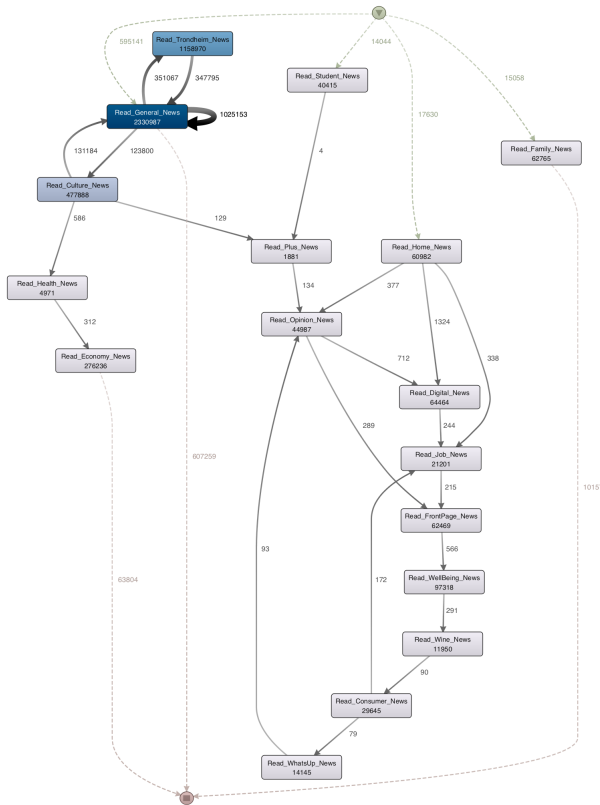 595141
Read_Trondheim_News
1158970
14044
Read_Student_News
40415
15058
351067
347795
Read_General_News
2330987
1025153
17630
Read_Family_News
62765
131184
123800
4
Read_Culture_News
477888
586
129
Read_Plus_News
1881
Read_Home_News
60982
Read_Health_News
4971
134
377
312
Read_Opinion_News
44987
1324
Read_Economy_News
276236
712
338
Read_Digital_News
64464
289
244
607259
Read_Job_News
21201
215
1015
Read_FrontPage_News
62469
93
566
63804
172
Read_WellBeing_News
97318
291
Read_Wine_News
11950
90
Read_Consumer_News
29645
79
Read_WhatsUp_News
14145